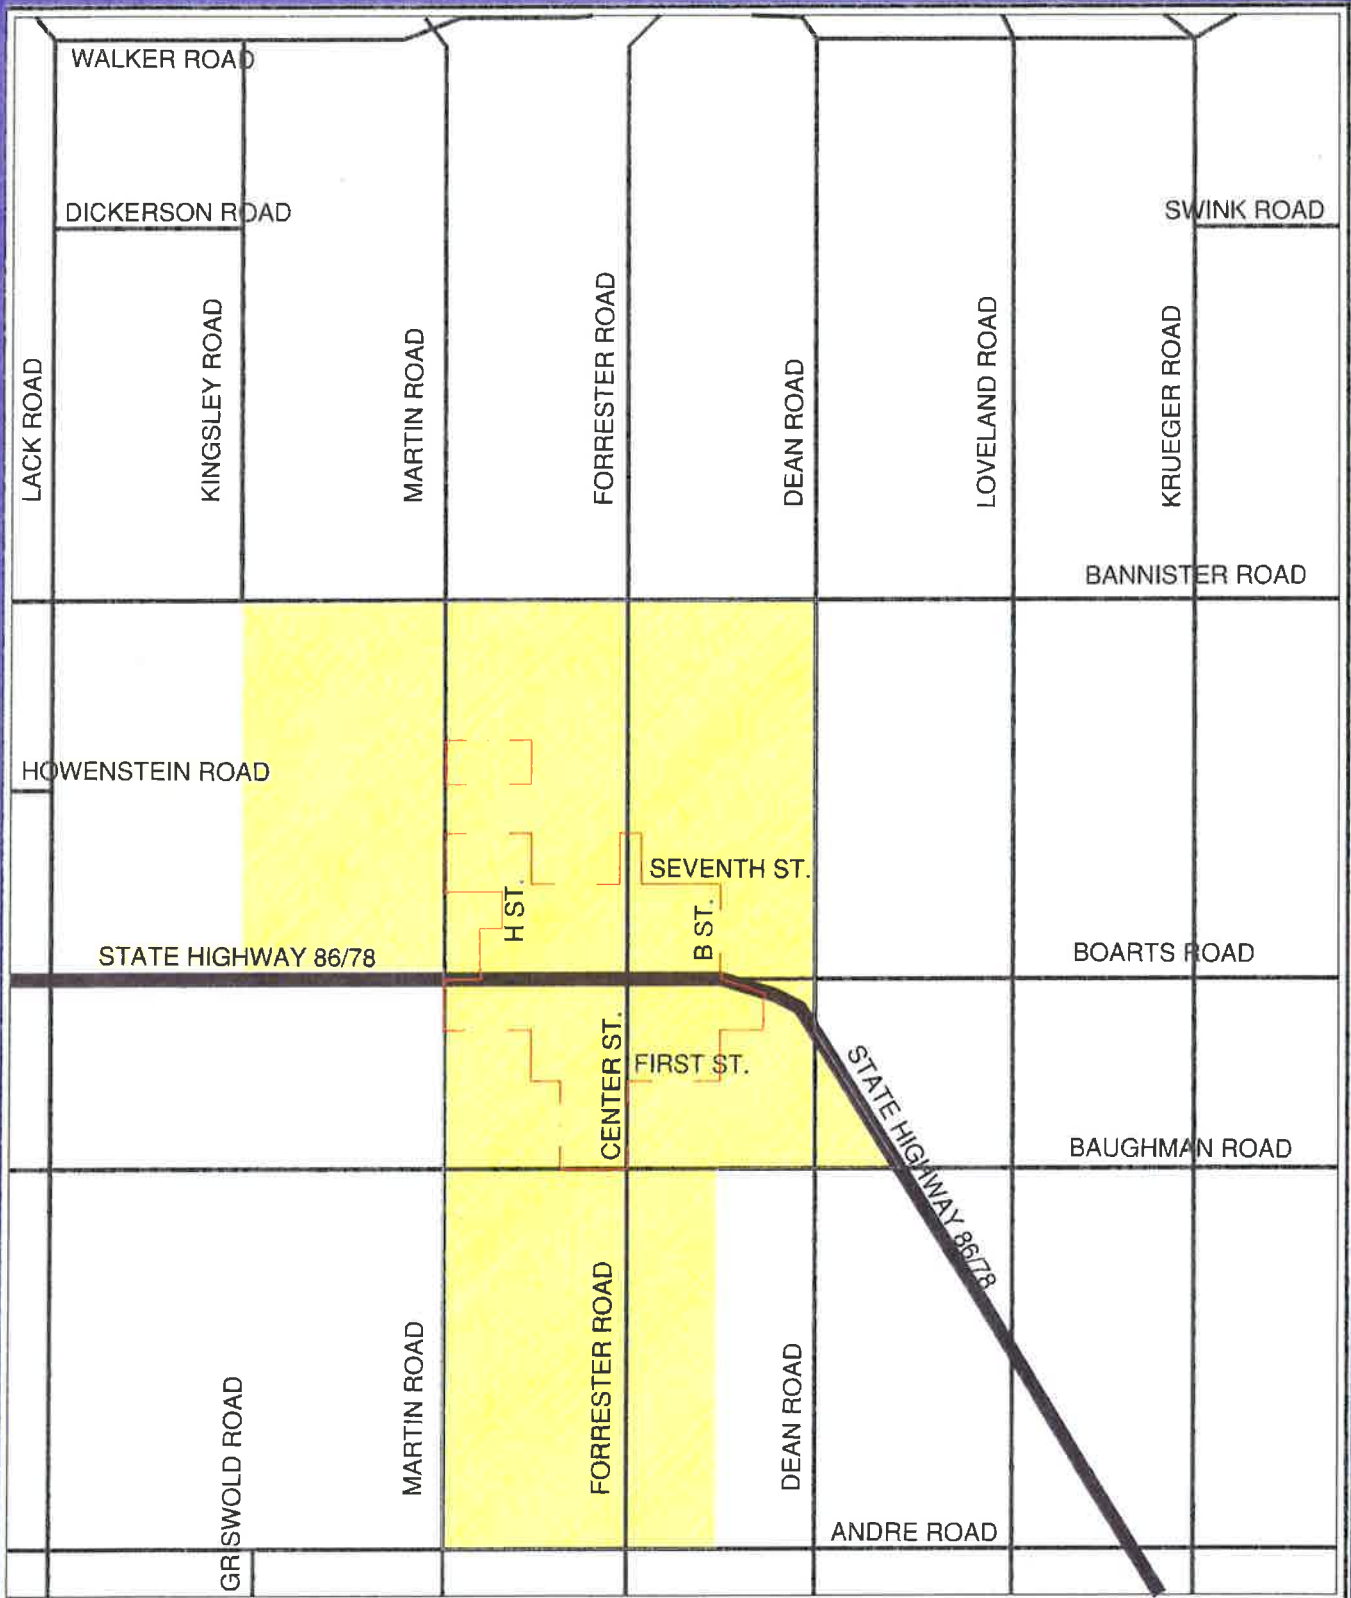 WALKER ROAD
DICKERSON ROAD
SWINK ROAD
LACK ROAD
KINGSLEY ROAD
MARTIN ROAD
FORRESTER ROAD
DEAN ROAD
LOVELAND ROAD
KRUEGER ROAD
BANNISTER ROAD
HOWENSTEIN ROAD
SEVENTH ST.
H ST.
B ST.
STATE HIGHWAY 86/78
BOARTS ROAD
CENTER ST.
FIRST ST.
STATE HIGHWAY 86/78
BAUGHMAN ROAD
GRISWOLD ROAD
MARTIN ROAD
FORRESTER ROAD
DEAN ROAD
ANDRE ROAD